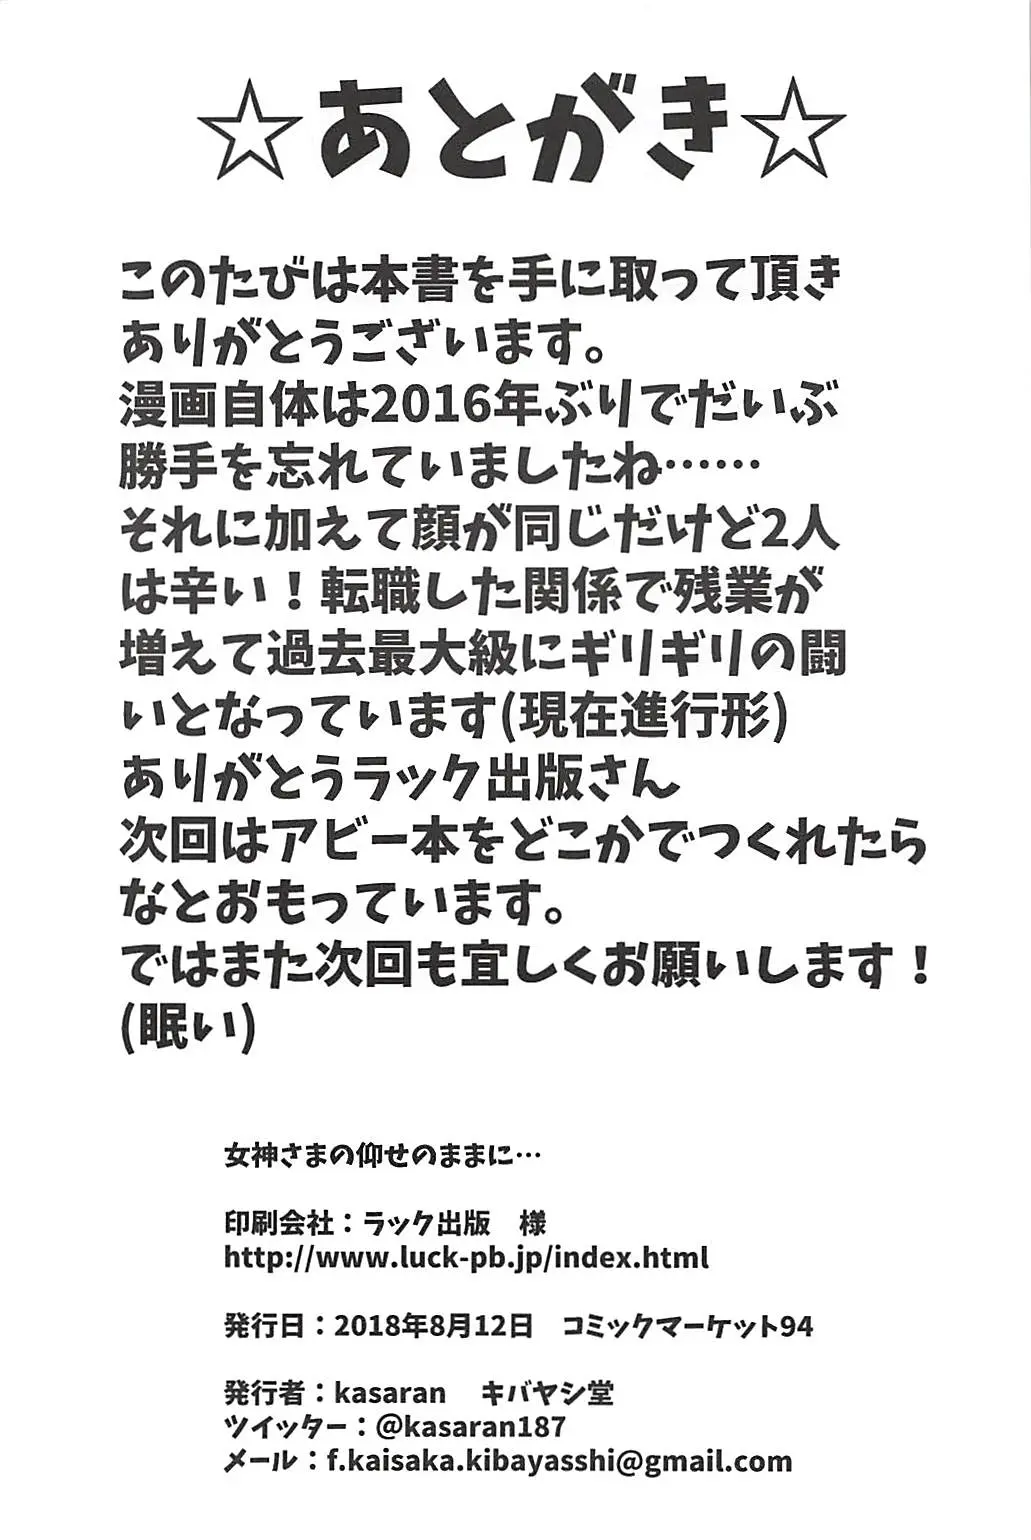 ☆あとがき☆
このたびは本書を手に取って頂き
ありがとうございます。
漫画自体は2016年ぶりでだいぶ
勝手を忘れていましたね……
それに加えて顔が同じだけど2人
は辛い！転職した関係で残業が
増えて過去最大級にギリギリの闘
いとなっています(現在進行形)
ありがとうラック出版さん
次回はアビー本をどこかでつくれたら
なとおもっています。
ではまた次回も宜しくお願いします！
(眠い)
女神さまの仰せのままに…
印刷会社：ラック出版　様
http://www.luck-pb.jp/index.html
発行日：2018年8月12日　コミックマーケット94
発行者：kasaran　キバヤシ堂
ツイッター：@kasaran187
メール：f.kaisaka.kibayasshi@gmail.com